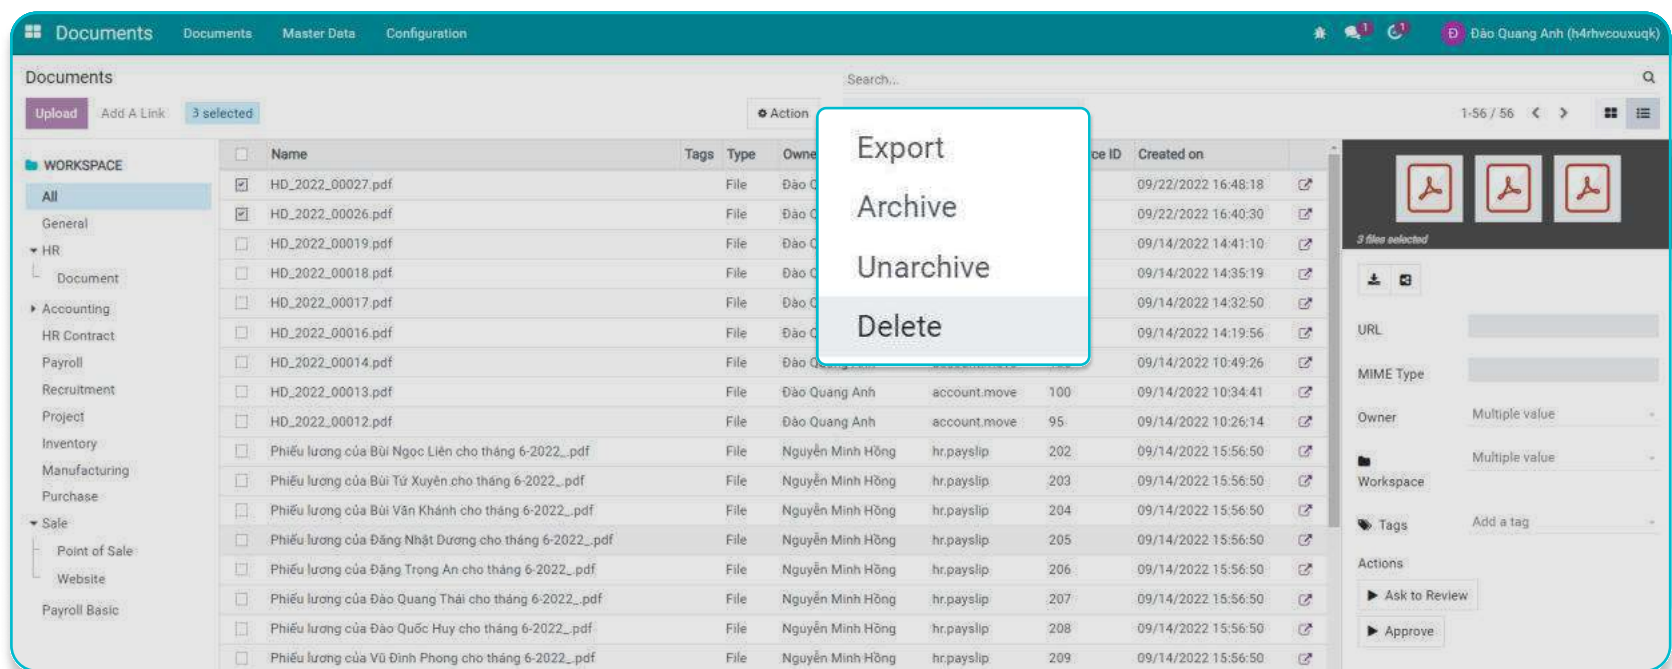 Documents Documents Master Data Configuration 1 1 Đ Đào Quang Anh (h4rhvcouxuqk)
Documents Search...
Upload Add A Link 3 selected Action 1-56 / 56
WORKSPACE
All
General
HR
Document
Accounting
HR Contract
Payroll
Recruitment
Project
Inventory
Manufacturing
Purchase
Sale
Point of Sale
Website
Payroll Basic
Name Tags Type Owne ce ID Created on
HD_2022_00027.pdf File Đào Q 09/22/2022 16:48:18
HD_2022_00026.pdf File Đào Q 09/22/2022 16:40:30
HD_2022_00019.pdf File Đào Q 09/14/2022 14:41:10
HD_2022_00018.pdf File Đào Q 09/14/2022 14:35:19
HD_2022_00017.pdf File Đào Q 09/14/2022 14:32:50
HD_2022_00016.pdf File Đào Q 09/14/2022 14:19:56
HD_2022_00014.pdf File Đào 09/14/2022 10:49:26
HD_2022_00013.pdf File Đào Quang Anh account.move 100 09/14/2022 10:34:41
HD_2022_00012.pdf File Đào Quang Anh account.move 95 09/14/2022 10:26:14
Phiếu lương của Bùi Ngọc Liên cho tháng 6-2022_.pdf File Nguyễn Minh Hồng hr.payslip 202 09/14/2022 15:56:50
Phiếu lương của Bùi Tứ Xuyên cho tháng 6-2022_.pdf File Nguyễn Minh Hồng hr.payslip 203 09/14/2022 15:56:50
Phiếu lương của Bùi Văn Khánh cho tháng 6-2022_.pdf File Nguyễn Minh Hồng hr.payslip 204 09/14/2022 15:56:50
Phiếu lương của Đặng Nhật Dương cho tháng 6-2022_.pdf File Nguyễn Minh Hồng hr.payslip 205 09/14/2022 15:56:50
Phiếu lương của Đặng Trọng An cho tháng 6-2022_.pdf File Nguyễn Minh Hồng hr.payslip 206 09/14/2022 15:56:50
Phiếu lương của Đào Quang Thái cho tháng 6-2022_.pdf File Nguyễn Minh Hồng hr.payslip 207 09/14/2022 15:56:50
Phiếu lương của Đào Quốc Huy cho tháng 6-2022_.pdf File Nguyễn Minh Hồng hr.payslip 208 09/14/2022 15:56:50
Phiếu lương của Vũ Đình Phong cho tháng 6-2022_.pdf File Nguyễn Minh Hồng hr.payslip 209 09/14/2022 15:56:50
Export
Archive
Unarchive
Delete
3 files selected
URL
MIME Type
Owner Multiple value
Workspace Multiple value
Tags Add a tag
Actions
Ask to Review
Approve